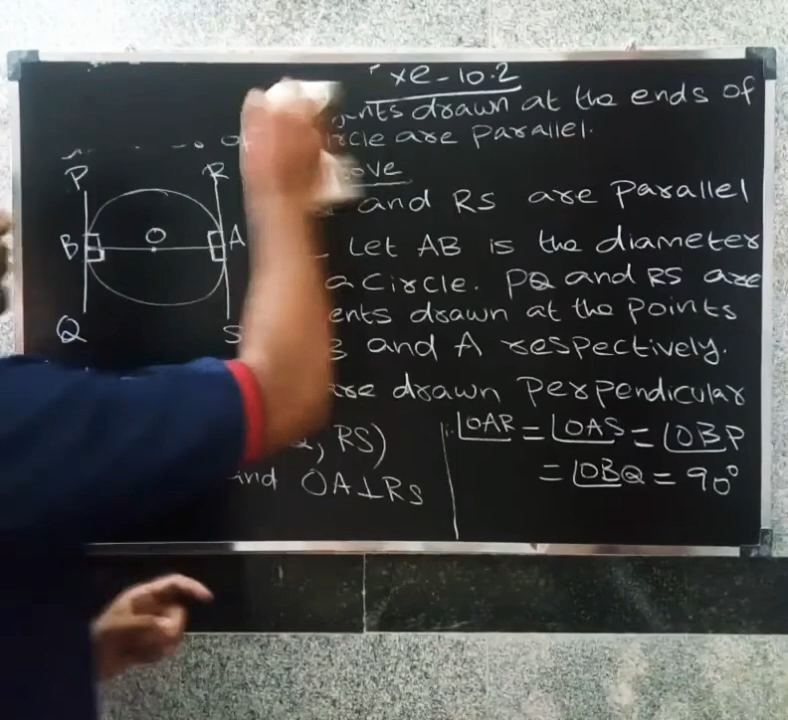 xe-10.2
nts drawn at the ends of
rcle are parallel.
ove
and RS are parallel
Let AB is the diameter
a circle. PQ and RS are
ents drawn at the points
and A respectively.
are drawn perpendicular
, RS)
and OA⊥RS
∠OAR = ∠OAS = ∠OBP
= ∠OBQ = 90°
P
R
B
O
A
Q
S